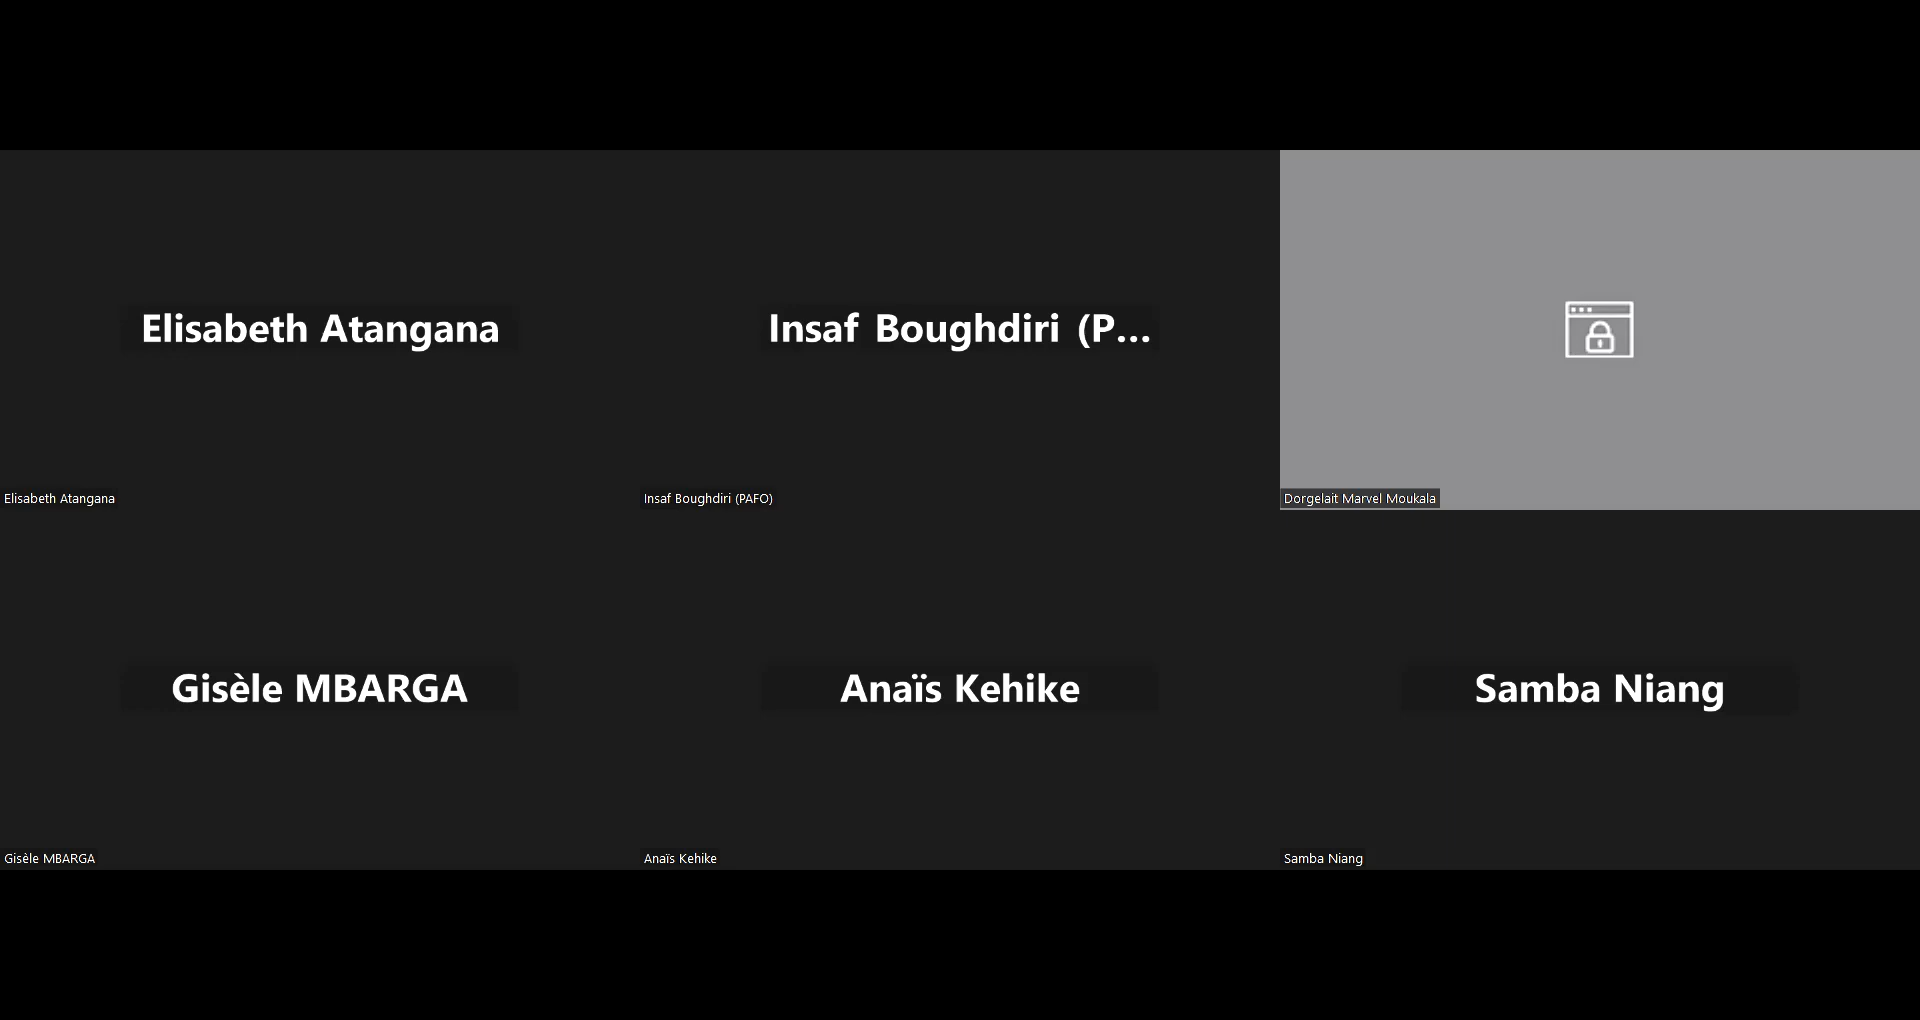 Elisabeth Atangana
Insaf Boughdiri (P...
Elisabeth Atangana
Insaf Boughdiri (PAFO)
Dorgelait Marvel Moukala
Gisèle MBARGA
Anaïs Kehike
Samba Niang
Gisèle MBARGA
Anaïs Kehike
Samba Niang